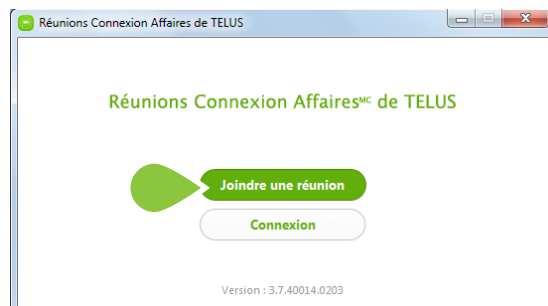 Réunions Connexion Affaires de TELUS
Réunions Connexion Affairesᴹᶜ de TELUS
Joindre une réunion
Connexion
Version : 3.7.40014.0203